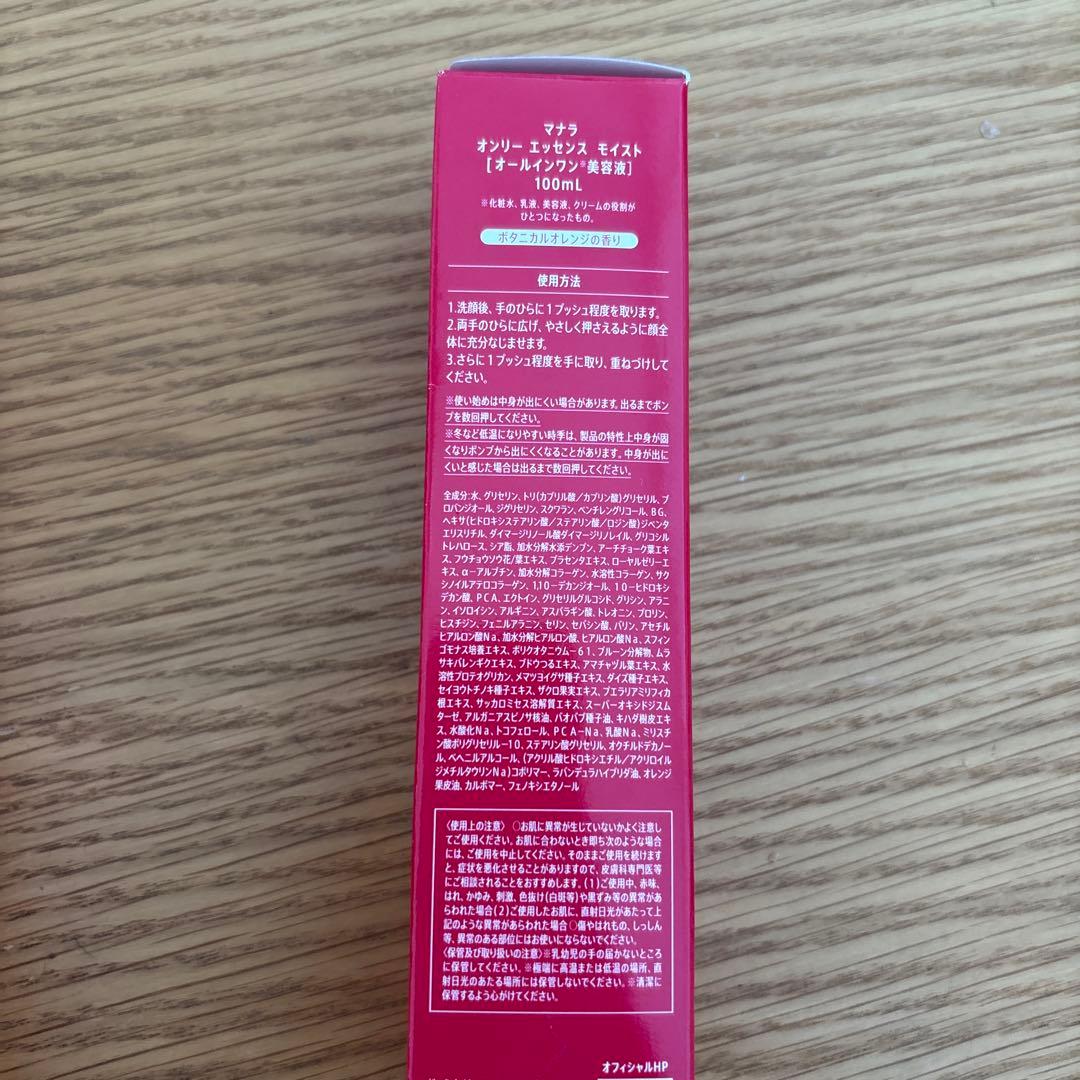 マナラ
オンリー エッセンス モイスト
[オールインワン※美容液]
100mL
※化粧水、乳液、美容液、クリームの役割が
ひとつになったもの。
ボタニカルオレンジの香り
使用方法
1.洗顔後、手のひらに1プッシュ程度を取ります。
2.両手のひらに広げ、やさしく押さえるように顔全
体に充分なじませます。
3.さらに1プッシュ程度を手に取り、重ねづけして
ください。
※使い始めは中身が出にくい場合があります。出るまでポン
プを数回押してください。
※冬など低温になりやすい時季は、製品の特性上中身が固
くなりポンプから出にくくなることがあります。中身が出に
くいと感じた場合は出るまで数回押してください。
全成分:水、グリセリン、トリ(カプリル酸/カプリン酸)グリセリル、プ
ロパンジオール、ジグリセリン、スクワラン、ペンチレングリコール、BG、
ヘキサ(ヒドロキシステアリン酸/ステアリン酸/ロジン酸)ジペンタ
エリスリチル、ダイマージリノール酸ダイマージリノレイル、グリコシル
トレハロース、シア脂、加水分解水添デンプン、アーチチョーク葉エキ
ス、フウチョウソウ花/葉エキス、プラセンタエキス、ローヤルゼリーエ
キス、α-アルブチン、加水分解コラーゲン、水溶性コラーゲン、サク
シノイルアテロコラーゲン、1,10-デカンジオール、10-ヒドロキシ
デカン酸、PCA、エクトイン、グリセリルグルコシド、グリシン、アラニ
ン、イソロイシン、アルギニン、アスパラギン酸、トレオニン、プロリン、
ヒスチジン、フェニルアラニン、セリン、セバシン酸、バリン、アセチル
ヒアルロン酸Na、加水分解ヒアルロン酸、ヒアルロン酸Na、スフィン
ゴモナス培養エキス、ポリクオタニウム-61、プルーン分解物、ムラ
サキバレンギクエキス、ブドウつるエキス、アマチャヅル葉エキス、水
溶性プロテオグリカン、メマツヨイグサ種子エキス、ダイズ種子エキス、
セイヨウトチノキ種子エキス、ザクロ果実エキス、プエラリアミリフィカ
根エキス、サッカロミセス溶解質エキス、スーパーオキシドジスム
ターゼ、アルガニアスピノサ核油、バオバブ種子油、キハダ樹皮エキ
ス、水酸化Na、トコフェロール、PCA-Na、乳酸Na、ミリスチ
ン酸ポリグリセリル-10、ステアリン酸グリセリル、オクチルドデカノー
ル、ベヘニルアルコール、(アクリル酸ヒドロキシエチル/アクリロイル
ジメチルタウリンNa)コポリマー、ラバンデュラハイブリダ油、オレンジ
果皮油、カルボマー、フェノキシエタノール
〈使用上の注意〉○お肌に異常が生じていないかよく注意し
てご使用ください。お肌に合わないとき即ち次のような場合
には、ご使用を中止してください。そのままご使用を続けます
と、症状を悪化させることがありますので、皮膚科専門医等
にご相談されることをおすすめします。(1)ご使用中、赤味、
はれ、かゆみ、刺激、色抜け(白斑等)や黒ずみ等の異常があ
らわれた場合(2)ご使用したお肌に、直射日光があたって上
記のような異常があらわれた場合○傷やはれもの、しっしん
等、異常のある部位にはお使いにならないでください。
〈保管及び取り扱いの注意〉※乳幼児の手の届かないところ
に保管してください。※極端に高温または低温の場所、直
射日光のあたる場所には保管しないでください。※清潔に
保管するよう心がけてください。
オフィシャルHP